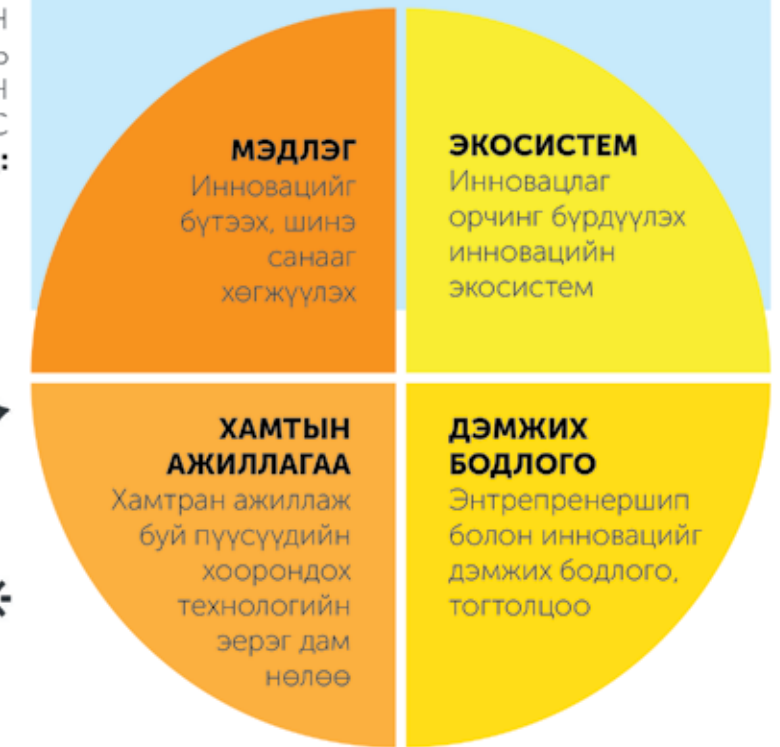 МЭДЛЭГ
Инновацийг
бүтээх, шинэ
санааг
хөгжүүлэх
ЭКОСИСТЕМ
Инновацлаг
орчинг бүрдүүлэх
инновацийн
экосистем
ХАМТЫН
АЖИЛЛАГАА
Хамтран ажиллаж
буй пүүсүүдийн
хоорондох
технологийн
эерэг дам
нөлөө
ДЭМЖИХ
БОДЛОГО
Энтрепренершип
болон инновацийг
дэмжих бодлого,
тогтолцоо